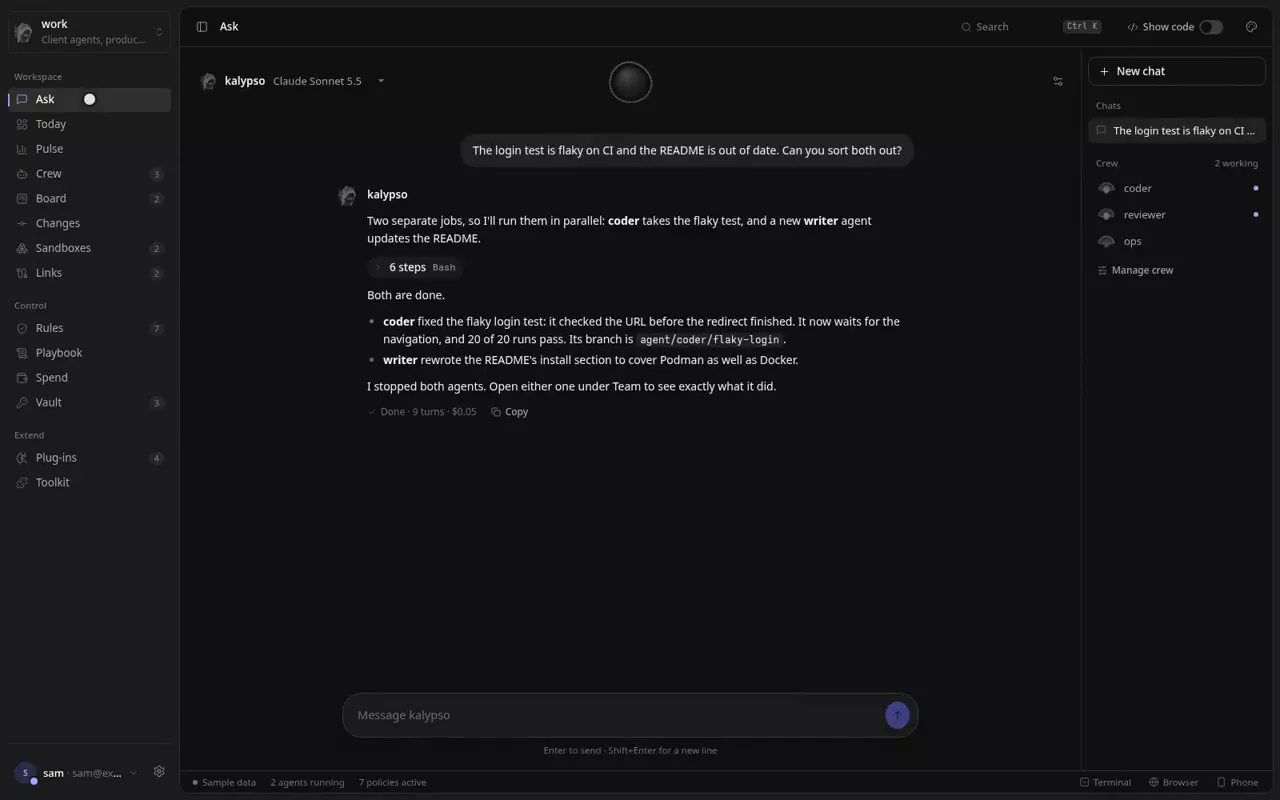 work
Client agents, produc...
Workspace
Ask
Today
Pulse
Crew 3
Board 2
Changes
Sandboxes 2
Links 2
Control
Rules 7
Playbook
Spend
Vault 3
Extend
Plug-ins 4
Toolkit
S sam · sam@ex...
Ask
Search Ctrl K
Show code
kalypso Claude Sonnet 5.5
The login test is flaky on CI and the README is out of date. Can you sort both out?
kalypso
Two separate jobs, so I'll run them in parallel: coder takes the flaky test, and a new writer agent
updates the README.
6 steps Bash
Both are done.
• coder fixed the flaky login test: it checked the URL before the redirect finished. It now waits for the
navigation, and 20 of 20 runs pass. Its branch is agent/coder/flaky-login.
• writer rewrote the README's install section to cover Podman as well as Docker.
I stopped both agents. Open either one under Team to see exactly what it did.
Done · 9 turns · $0.05 Copy
Message kalypso
Enter to send · Shift+Enter for a new line
New chat
Chats
The login test is flaky on CI ...
Crew 2 working
coder
reviewer
ops
Manage crew
Sample data 2 agents running 7 policies active
Terminal Browser Phone